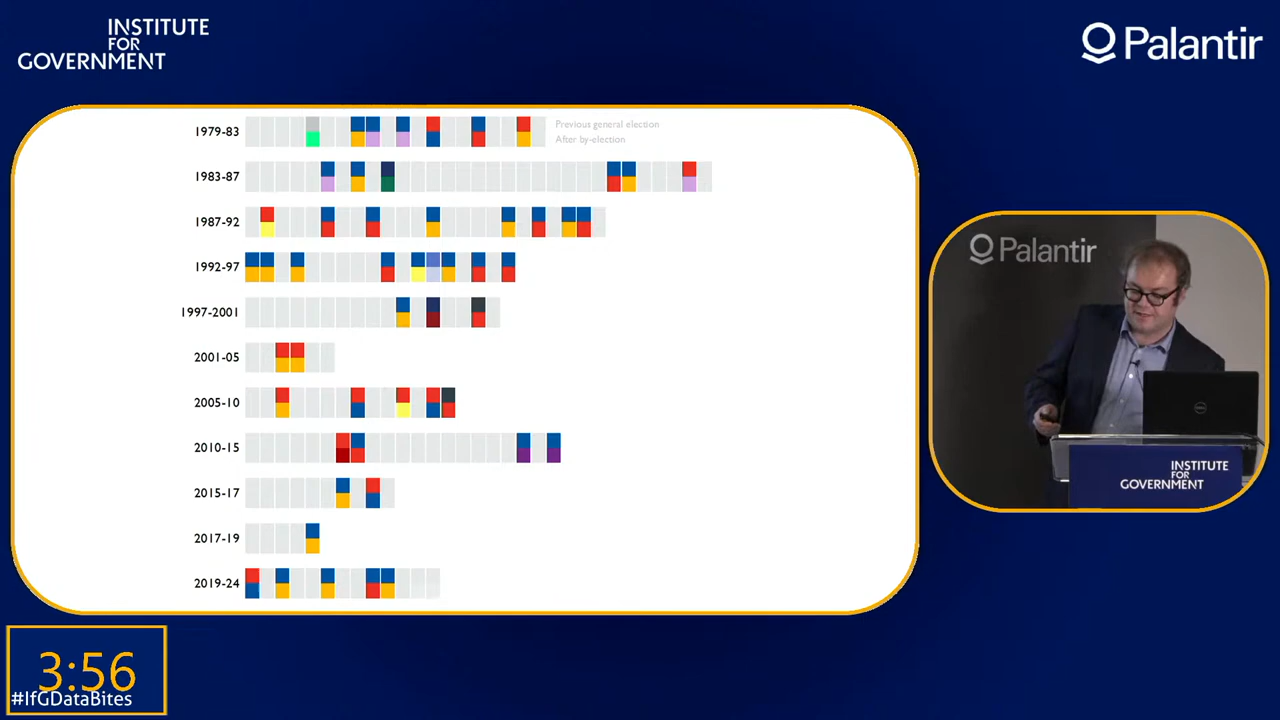 INSTITUTE
FOR
GOVERNMENT
Palantir
1979-83
Previous general election
After by-election
1983-87
1987-92
1992-97
1997-2001
2001-05
2005-10
2010-15
2015-17
2017-19
2019-24
Palantir
DELL
INSTITUTE
FOR
GOVERNMENT
3:56
#IfGDataBites